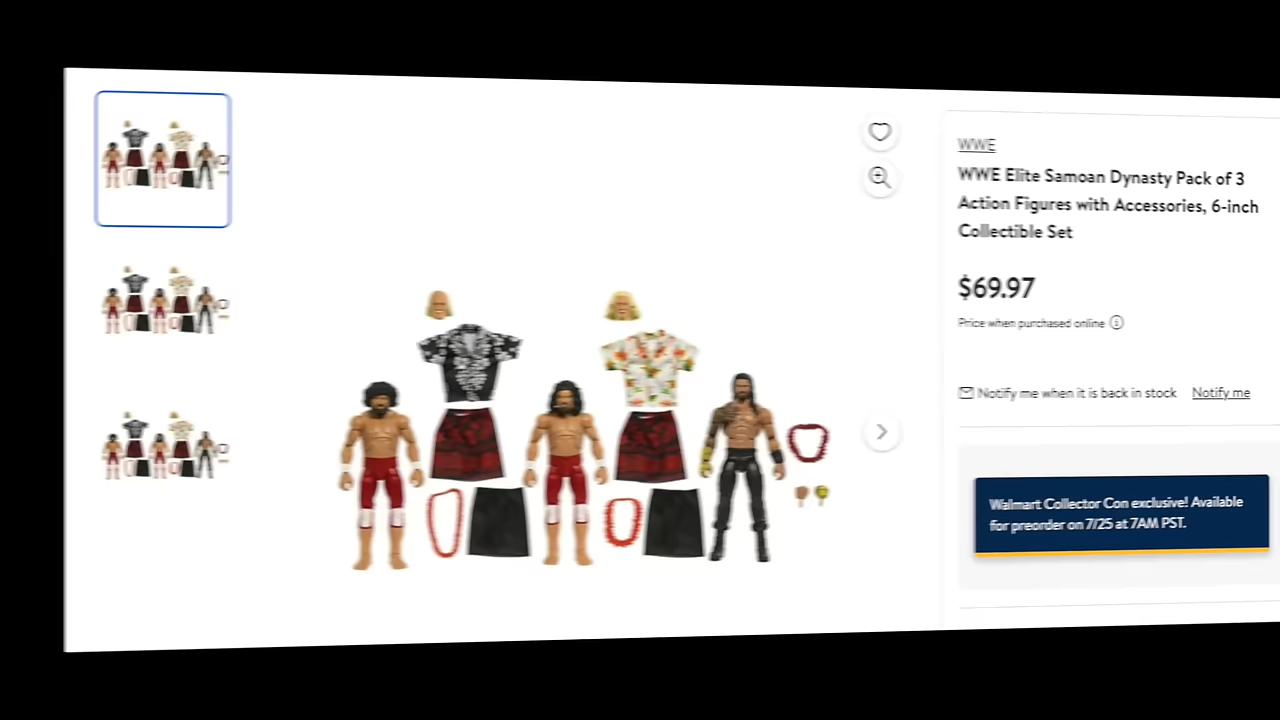 WWE
WWE Elite Samoan Dynasty Pack of 3
Action Figures with Accessories, 6-inch
Collectible Set
$69.97
Price when purchased online
Notify me when it is back in stock Notify me
Walmart Collector Con exclusive! Available
for preorder on 7/25 at 7AM PST.